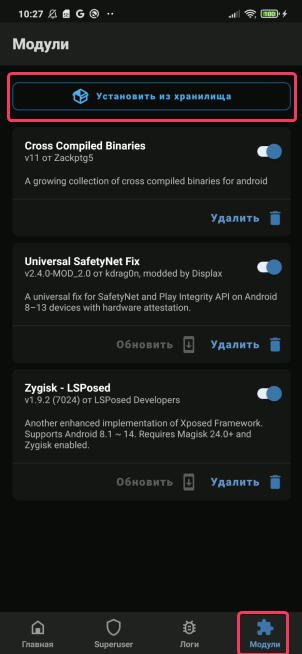 10:27
100
Модули
Установить из хранилища
Cross Compiled Binaries
v11 от Zackptg5
A growing collection of cross compiled binaries for android
Удалить
Universal SafetyNet Fix
v2.4.0-MOD_2.0 от kdrag0n, modded by Displax
A universal fix for SafetyNet and Play Integrity API on Android
8–13 devices with hardware attestation.
Обновить Удалить
Zygisk - LSPosed
v1.9.2 (7024) от LSPosed Developers
Another enhanced implementation of Xposed Framework.
Supports Android 8.1 ~ 14. Requires Magisk 24.0+ and
Zygisk enabled.
Обновить Удалить
Главная Superuser Логи Модули